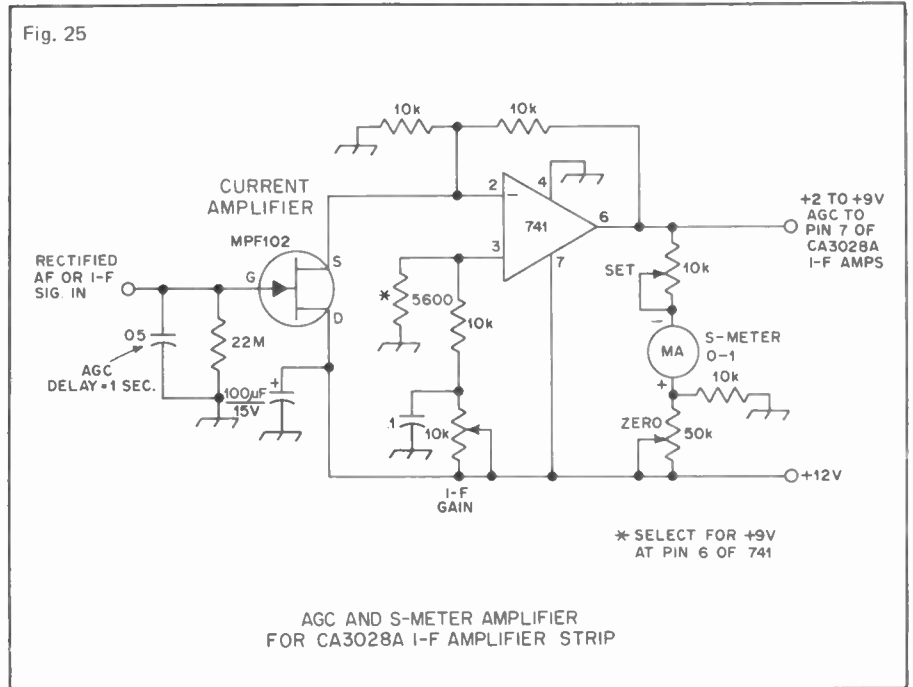 Fig. 25
10k
10k
CURRENT
AMPLIFIER
MPF102
2
4
-
741
6
+2 TO +9V
AGC TO
PIN 7 OF
CA3028A
I-F AMPS
RECTIFIED
AF OR I-F
SIG. IN
G
S
D
3
7
SET
10k
* 5600
10k
-
MA
S-METER
0-1
+
10k
05
AGC
DELAY=1 SEC.
22M
100µF
15V
+
.1
10k
ZERO
50k
+12V
I-F
GAIN
* SELECT FOR +9V
AT PIN 6 OF 741
AGC AND S-METER AMPLIFIER
FOR CA3028A I-F AMPLIFIER STRIP